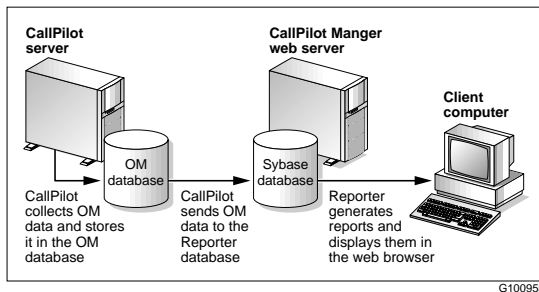 CallPilot
server
CallPilot Manger
web server
Client
computer
OM
database
Sybase
database
CallPilot
collects OM
data and stores
it in the OM
database
CallPilot
sends OM
data to the
Reporter
database
Reporter
generates
reports and
displays them in
the web browser
G10095